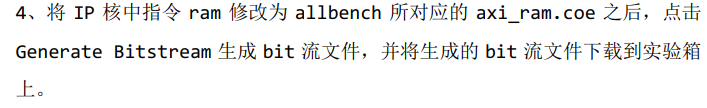 4、将 IP 核中指令 ram 修改为 allbench 所对应的 axi_ram.coe 之后，点击
Generate Bitstream 生成 bit 流文件，并将生成的 bit 流文件下载到实验箱
上。